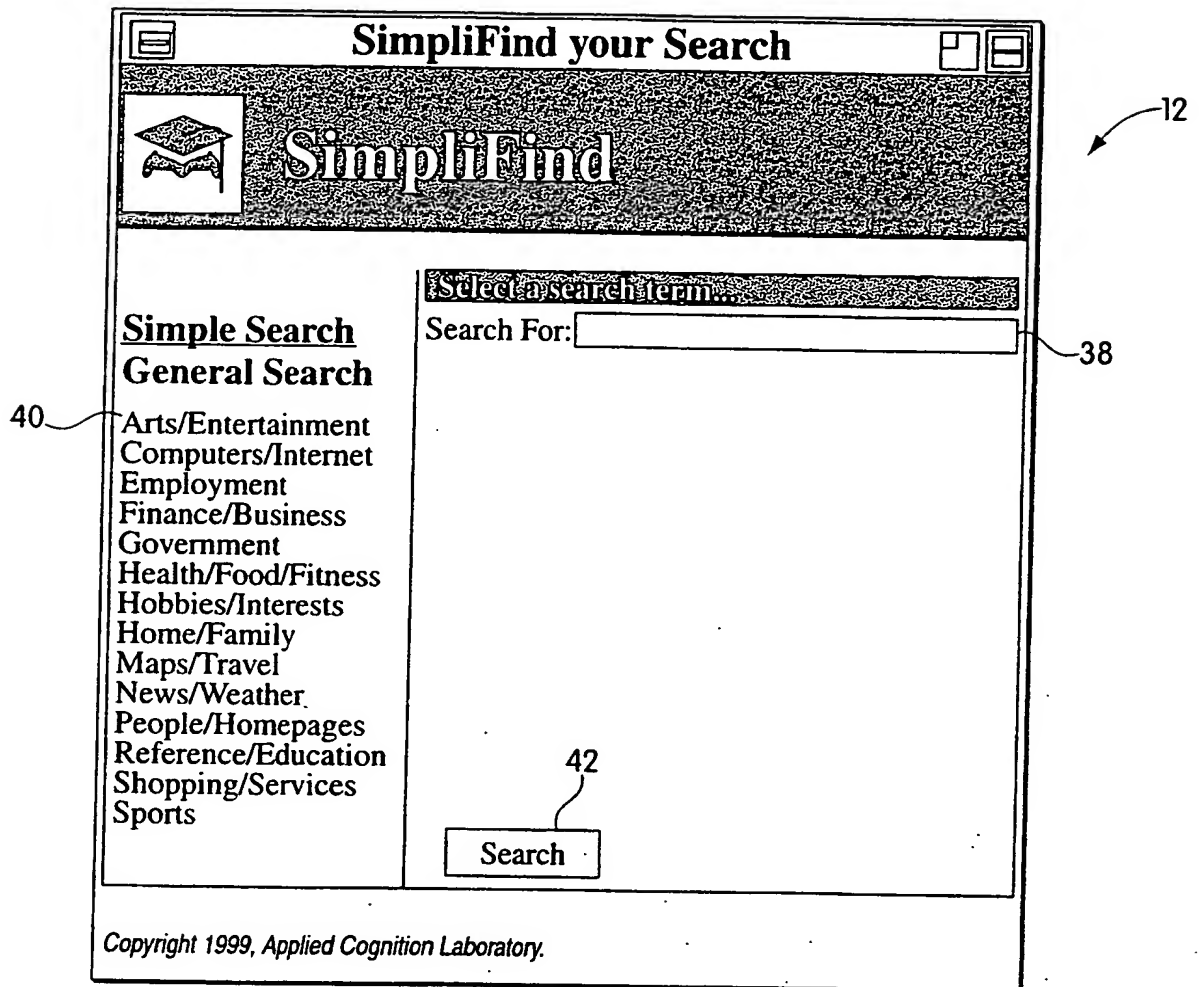 SimpliFind your Search
12
SimpliFind
Select a search term...
Simple Search
Search For:
38
General Search
40
Arts/Entertainment
Computers/Internet
Employment
Finance/Business
Government
Health/Food/Fitness
Hobbies/Interests
Home/Family
Maps/Travel
News/Weather
People/Homepages
Reference/Education
Shopping/Services
Sports
42
Search
Copyright 1999, Applied Cognition Laboratory.